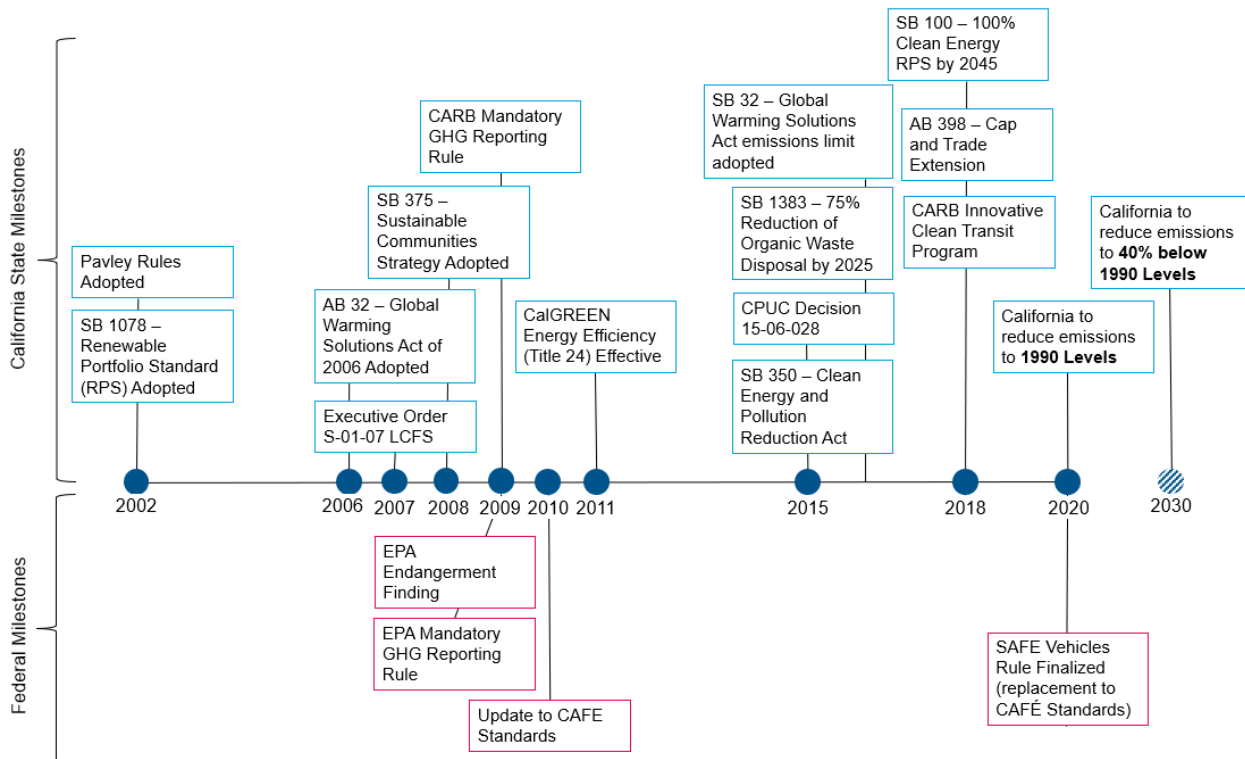 California State Milestones
SB 100 – 100%
Clean Energy
RPS by 2045
SB 32 – Global
Warming Solutions
Act emissions limit
adopted
CARB Mandatory
GHG Reporting
Rule
AB 398 – Cap
and Trade
Extension
SB 375 –
Sustainable
Communities
Strategy Adopted
SB 1383 – 75%
Reduction of
Organic Waste
Disposal by 2025
CARB Innovative
Clean Transit
Program
California to
reduce emissions
to 40% below
1990 Levels
Pavley Rules
Adopted
SB 1078 –
Renewable
Portfolio Standard
(RPS) Adopted
AB 32 – Global
Warming
Solutions Act of
2006 Adopted
CalGREEN
Energy Efficiency
(Title 24) Effective
CPUC Decision
15-06-028
California to
reduce emissions
to 1990 Levels
SB 350 – Clean
Energy and
Pollution
Reduction Act
Executive Order
S-01-07 LCFS
2002
2006
2007
2008
2009
2010
2011
2015
2018
2020
2030
Federal Milestones
EPA
Endangerment
Finding
EPA Mandatory
GHG Reporting
Rule
Update to CAFE
Standards
SAFE Vehicles
Rule Finalized
(replacement to
CAFÉ Standards)